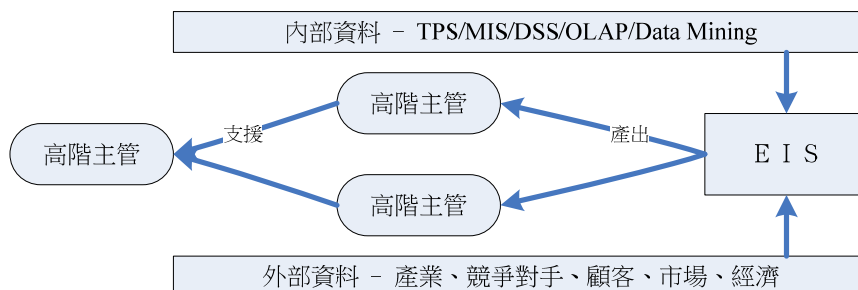 內部資料 - TPS/MIS/DSS/OLAP/Data Mining
高階主管
支援
產出
高階主管
EIS
高階主管
外部資料 - 產業、競爭對手、顧客、市場、經濟